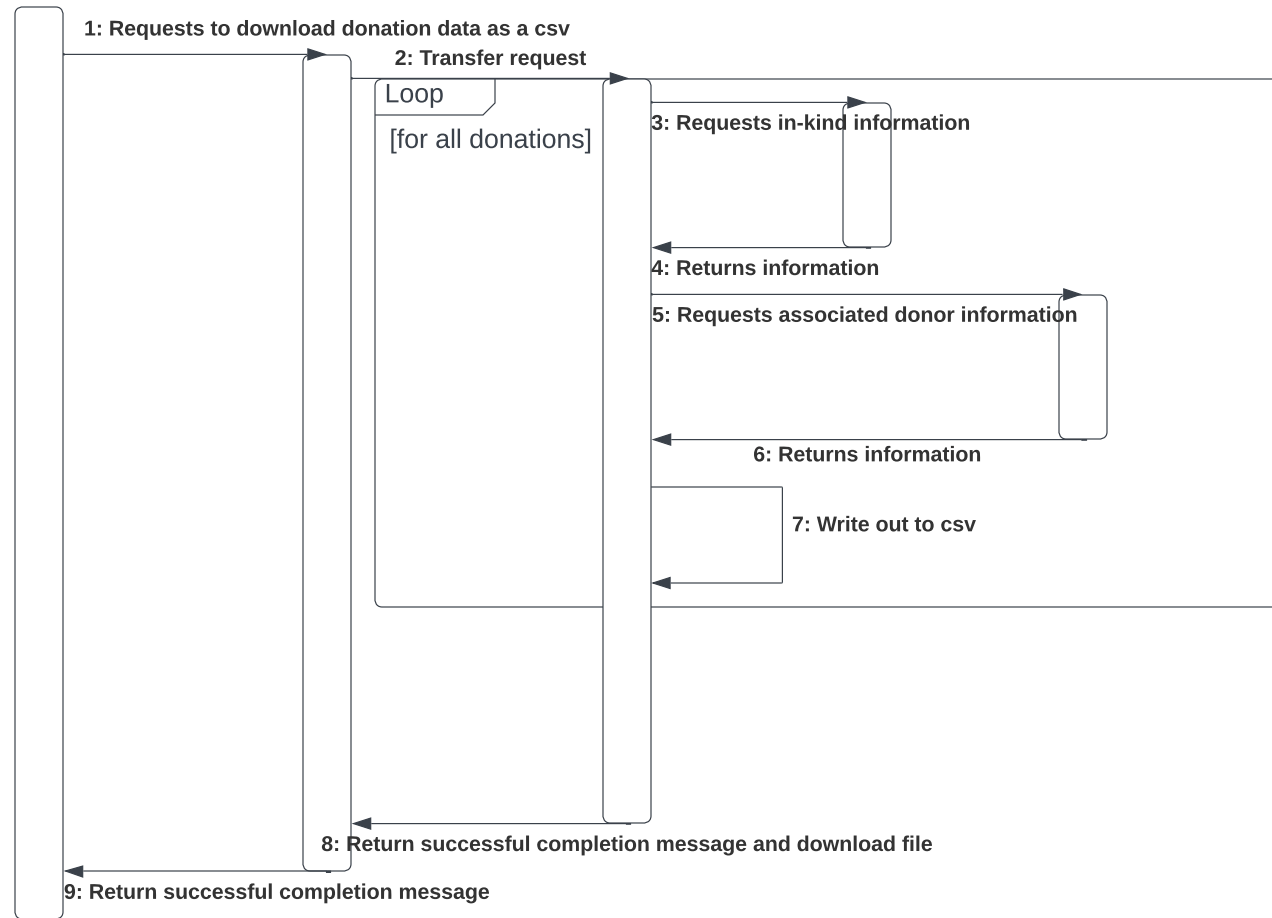 1: Requests to download donation data as a csv
2: Transfer request
Loop
[for all donations]
3: Requests in-kind information
4: Returns information
5: Requests associated donor information
6: Returns information
7: Write out to csv
8: Return successful completion message and download file
9: Return successful completion message